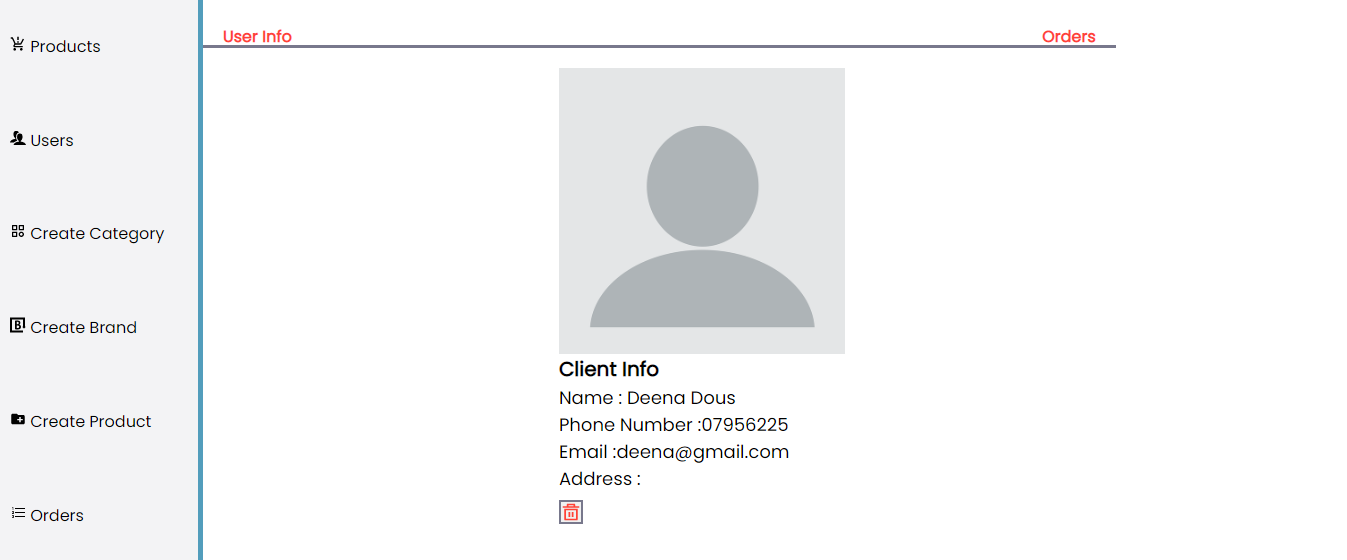 Products
Users
Create Category
Create Brand
Create Product
Orders
User Info
Orders
Client Info
Name : Deena Dous
Phone Number :07956225
Email :deena@gmail.com
Address :